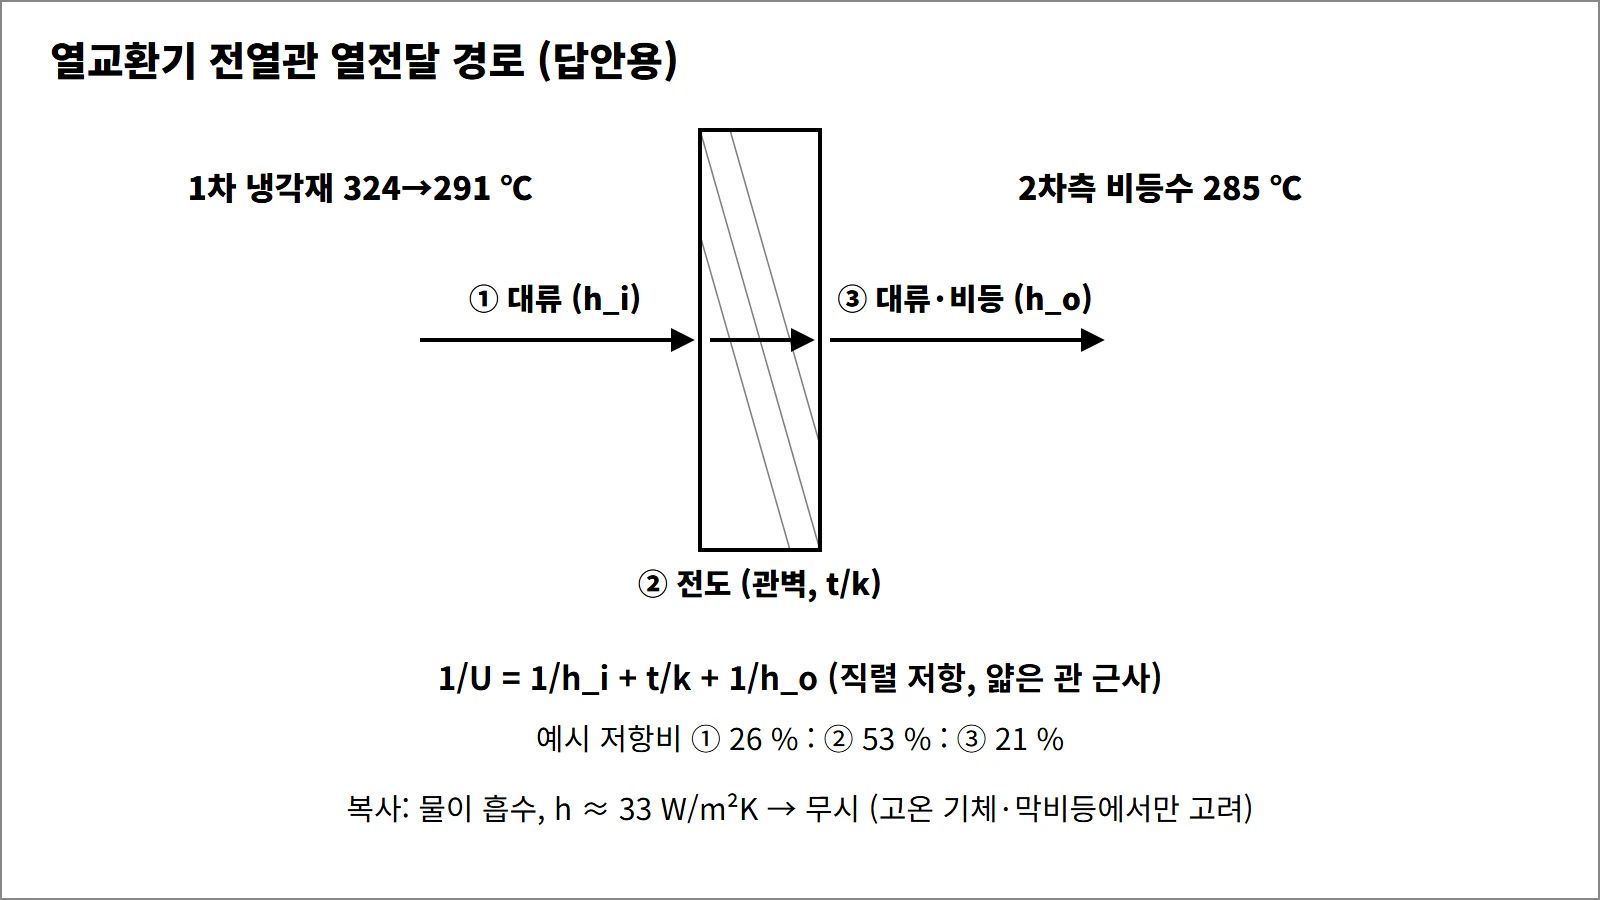 열교환기 전열관 열전달 경로 (답안용)
1차 냉각재 324→291 ℃
2차측 비등수 285 ℃
① 대류 (h_i)
③ 대류·비등 (h_o)
② 전도 (관벽, t/k)
1/U = 1/h_i + t/k + 1/h_o (직렬 저항, 얇은 관 근사)
예시 저항비 ① 26 % : ② 53 % : ③ 21 %
복사: 물이 흡수, h ≈ 33 W/m²K → 무시 (고온 기체·막비등에서만 고려)